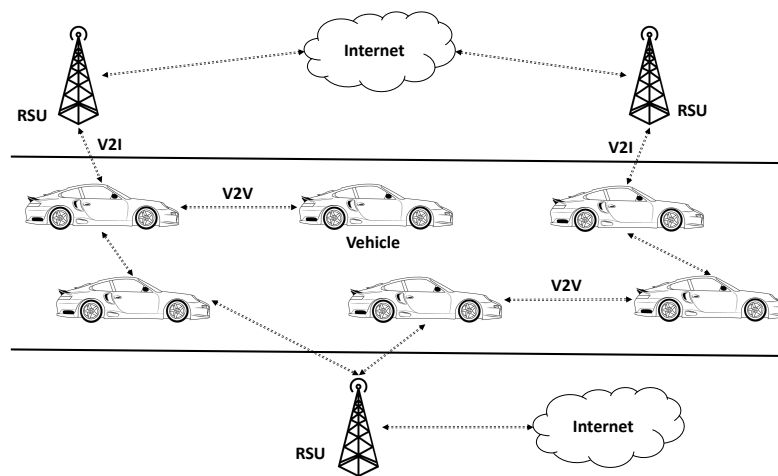 Internet
RSU
RSU
V2I
V2I
V2V
Vehicle
V2V
RSU
Internet